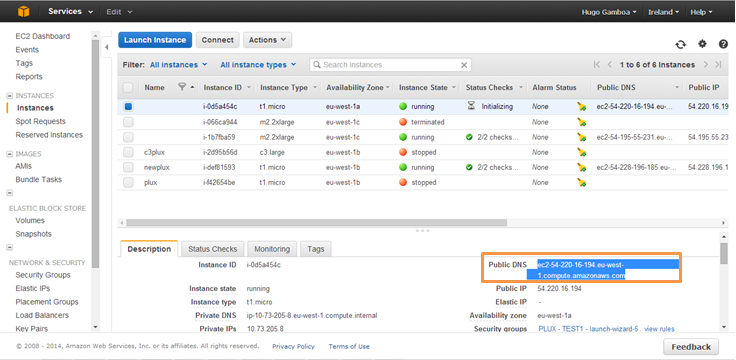 Services Edit Hugo Gamboa Ireland Help
EC2 Dashboard
Events
Tags
Reports
INSTANCES
Instances
Spot Requests
Reserved Instances
IMAGES
AMIs
Bundle Tasks
ELASTIC BLOCK STORE
Volumes
Snapshots
NETWORK & SECURITY
Security Groups
Elastic IPs
Placement Groups
Load Balancers
Key Pairs
Launch Instance Connect Actions
Filter: All instances All instance types Search Instances 1 to 6 of 6 Instances
Name Instance ID Instance Type Availability Zone Instance State Status Checks Alarm Status Public DNS Public IP
i-0d5a454c t1.micro eu-west-1a running Initializing None ec2-54-220-16-194.eu-... 54.220.16.19
i-066ca944 m2.2xlarge eu-west-1c terminated None
i-1b7fba59 m2.2xlarge eu-west-1c running 2/2 checks... None ec2-54-195-55-231.eu-... 54.195.55.23
c3plux i-2d95b56d c3.large eu-west-1b stopped None
newplux i-def81593 t1.micro eu-west-1b running 2/2 checks... None ec2-54-228-196-185.eu-... 54.228.196.1
plux i-f42654be t1.micro eu-west-1b stopped None
Description Status Checks Monitoring Tags
Instance ID i-0d5a454c Public DNS ec2-54-220-16-194.eu-west-
1.compute.amazonaws.com
Instance state running Public IP 54.220.16.194
Instance type t1.micro Elastic IP -
Private DNS ip-10-73-205-8.eu-west-1.compute.internal Availability zone eu-west-1a
Private IPs 10.73.205.8 Security groups PLUX - TEST1 - launch-wizard-5 , view rules
© 2008 - 2014, Amazon Web Services, Inc. or its affiliates. All rights reserved. Privacy Policy Terms of Use Feedback